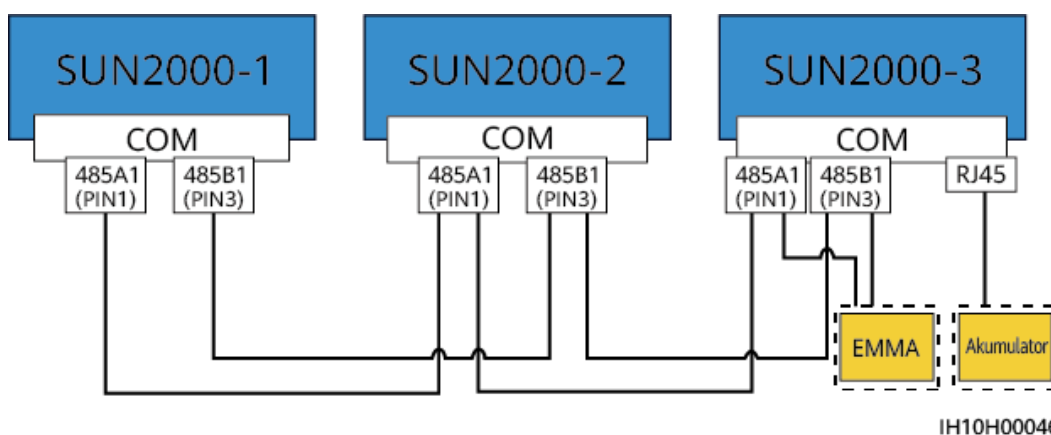 SUN2000-1
SUN2000-2
SUN2000-3
COM
COM
COM
485A1
(PIN1)
485B1
(PIN3)
485A1
(PIN1)
485B1
(PIN3)
485A1
(PIN1)
485B1
(PIN3)
RJ45
EMMA
Akumulator